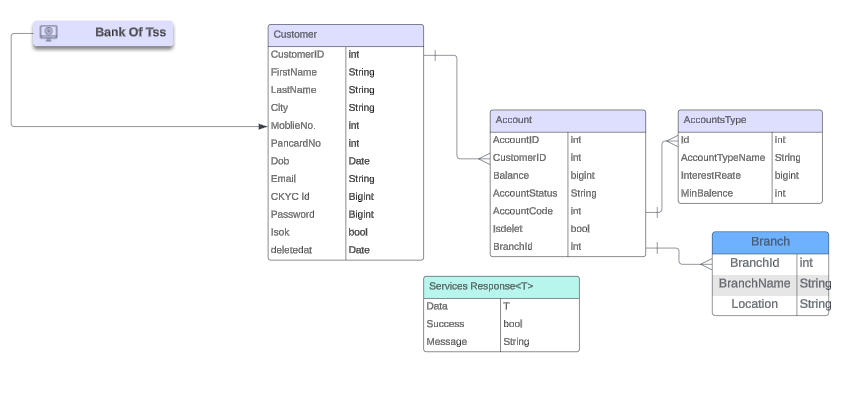 Bank Of Tss
Customer
CustomerID int
FirstName String
LastName String
City String
MoblieNo. int
PancardNo int
Dob Date
Email String
CKYC Id Bigint
Password Bigint
Isok bool
deletedat Date
Account
AccountID int
CustomerID int
Balance bigint
AccountStatus String
AccountCode int
Isdelet bool
BranchId int
AccountsType
Id int
AccountTypeName String
InterestReate bigint
MinBalence int
Branch
BranchId int
BranchName String
Location String
Services Response<T>
Data T
Success bool
Message String